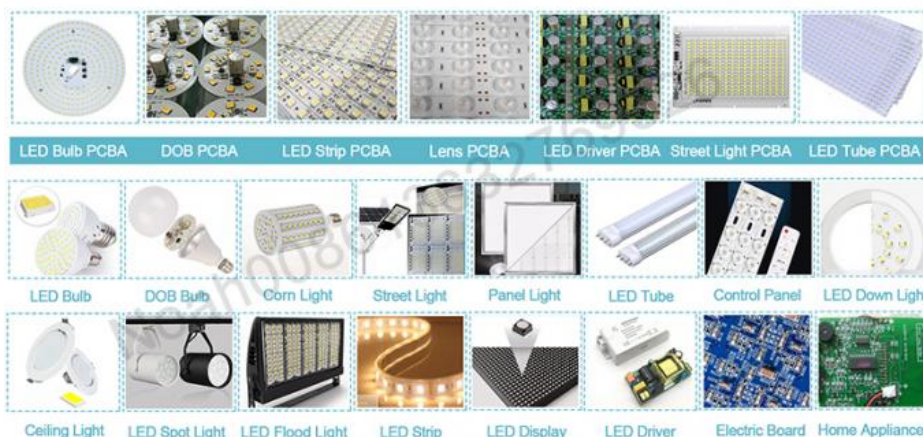 LED Bulb PCBA DOB PCBA LED Strip PCBA Lens PCBA LED Driver PCBA Street Light PCBA LED Tube PCBA
LED Bulb DOB Bulb Corn Light Street Light Panel Light LED Tube Control Panel LED Down Light
Ceiling Light LED Spot Light LED Flood Light LED Strip LED Display LED Driver Electric Board Home Appliance